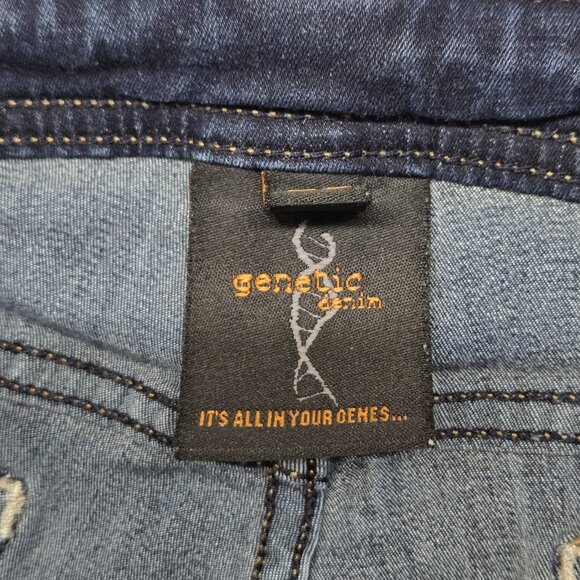 genetic
denim
IT'S ALL IN YOUR GENES...